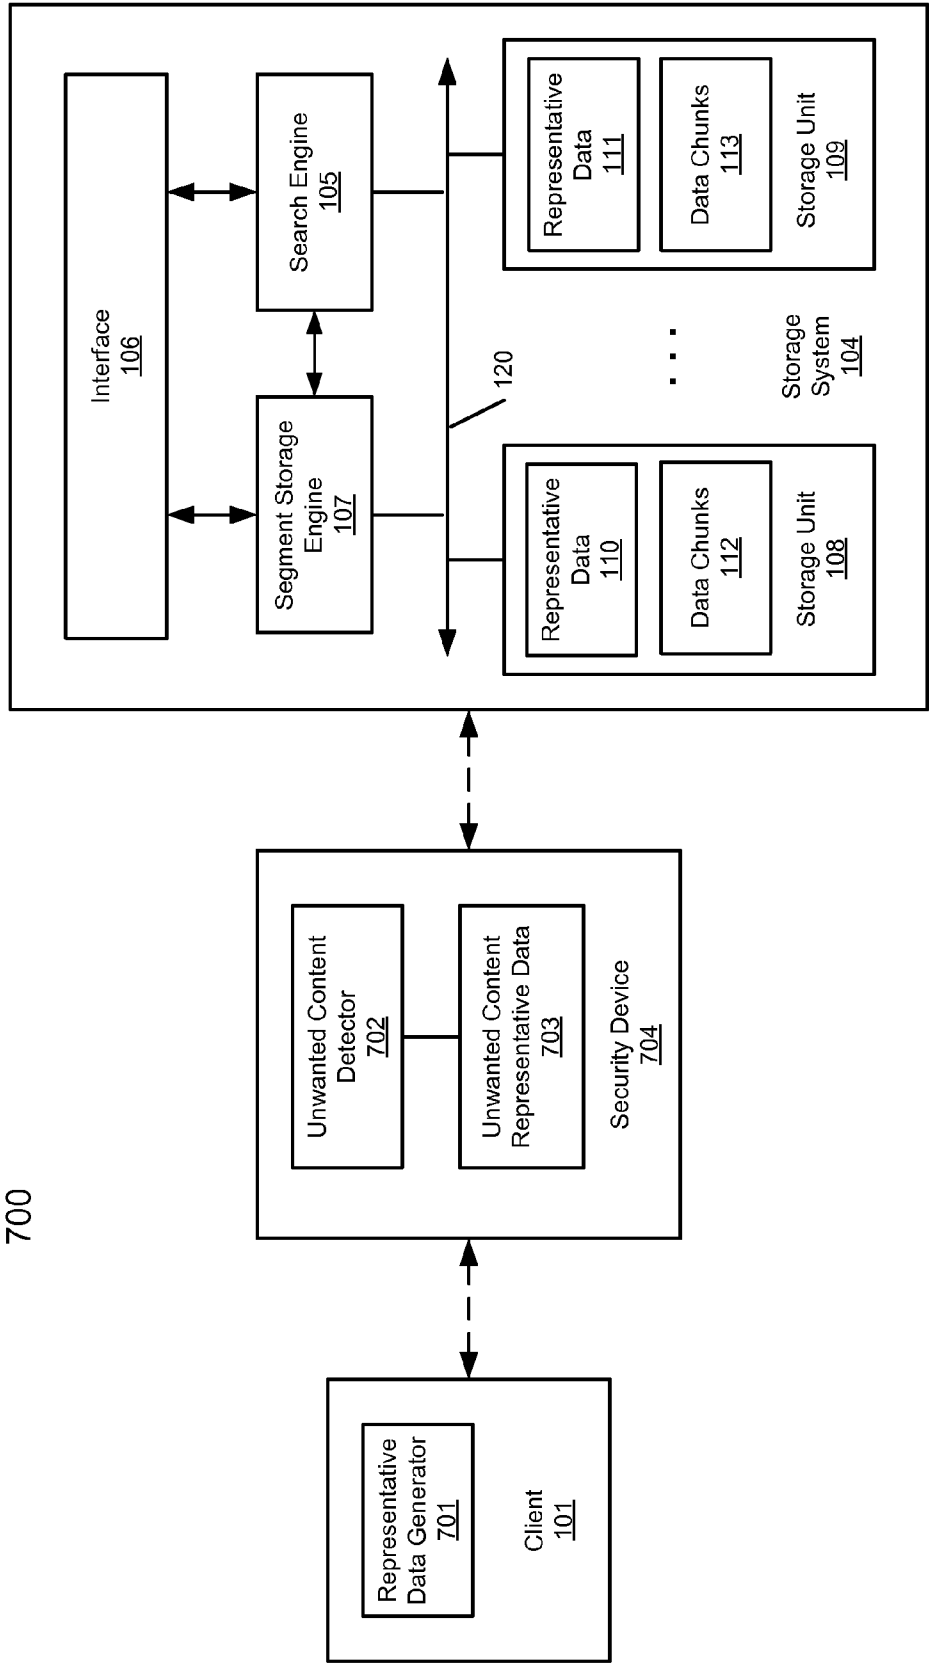 700
Representative
Data Generator
701
Client
101
Unwanted Content
Detector
702
Unwanted Content
Representative Data
703
Security Device
704
Interface
106
Segment Storage
Engine
107
Search Engine
105
120
Representative
Data
110
Data Chunks
112
Storage Unit
108
. . .
Representative
Data
111
Data Chunks
113
Storage Unit
109
Storage
System
104